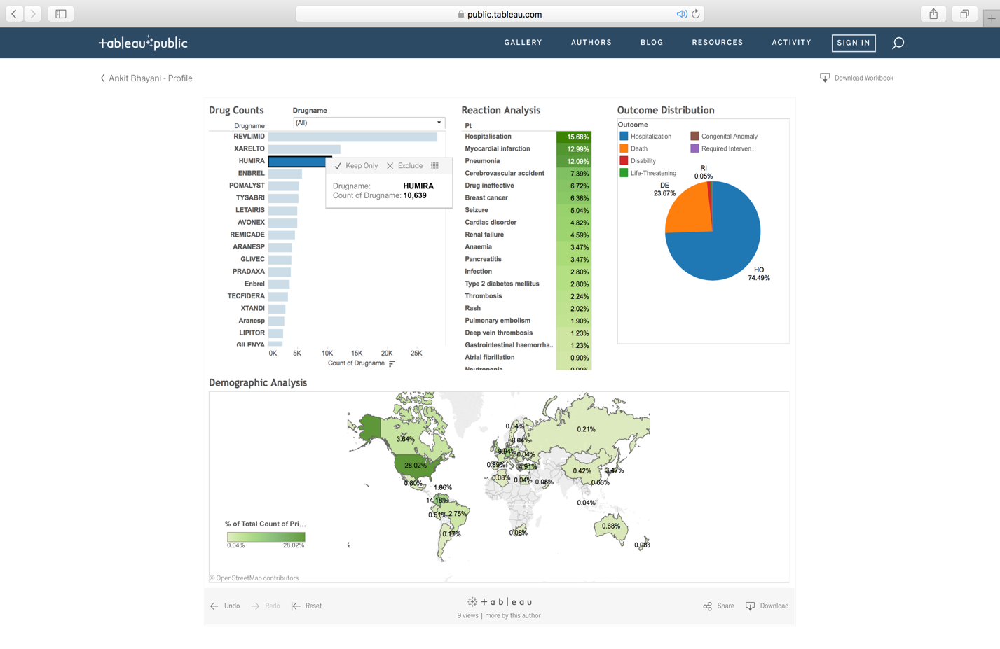 public.tableau.com
tableau public
GALLERY
AUTHORS
BLOG
RESOURCES
ACTIVITY
SIGN IN
Ankit Bhayani - Profile
Download Workbook
Drug Counts
Drugname
(All)
Drugname
REVLIMID
XARELTO
HUMIRA
ENBREL
POMALYST
TYSABRI
LETAIRIS
AVONEX
REMICADE
ARANESP
GLIVEC
PRADAXA
Enbrel
TECFIDERA
XTANDI
Aranesp
LIPITOR
GILENYA
0K 5K 10K 15K 20K 25K
Count of Drugname
Keep Only
Exclude
Drugname: HUMIRA
Count of Drugname: 10,639
Reaction Analysis
Pt
Hospitalisation 15.68%
Myocardial infarction 12.99%
Pneumonia 12.09%
Cerebrovascular accident 7.39%
Drug ineffective 6.72%
Breast cancer 6.38%
Seizure 5.04%
Cardiac disorder 4.82%
Renal failure 4.59%
Anaemia 3.47%
Pancreatitis 3.47%
Infection 2.80%
Type 2 diabetes mellitus 2.80%
Thrombosis 2.24%
Rash 2.02%
Pulmonary embolism 1.90%
Deep vein thrombosis 1.23%
Gastrointestinal haemorrha.. 1.23%
Atrial fibrillation 0.90%
Neutropenia 0.90%
Outcome Distribution
Outcome
Hospitalization
Death
Disability
Life-Threatening
Congenital Anomaly
Required Interven...
RI
0.05%
DE
23.67%
HO
74.49%
Demographic Analysis
0.04%
0.21%
3.64%
0.04%
9.94%
0.04%
28.02%
0.89%
4.91%
0.42%
3.47%
0.80%
0.08%
0.04%
0.08%
0.63%
1.66%
14.18%
0.04%
0.51%
2.75%
0.17%
0.08%
0.68%
0.08%
%
% of Total Count of Pri...
0.04% 28.02%
© OpenStreetMap contributors
Undo
Redo
Reset
tableau
9 views | more by this author
Share
Download